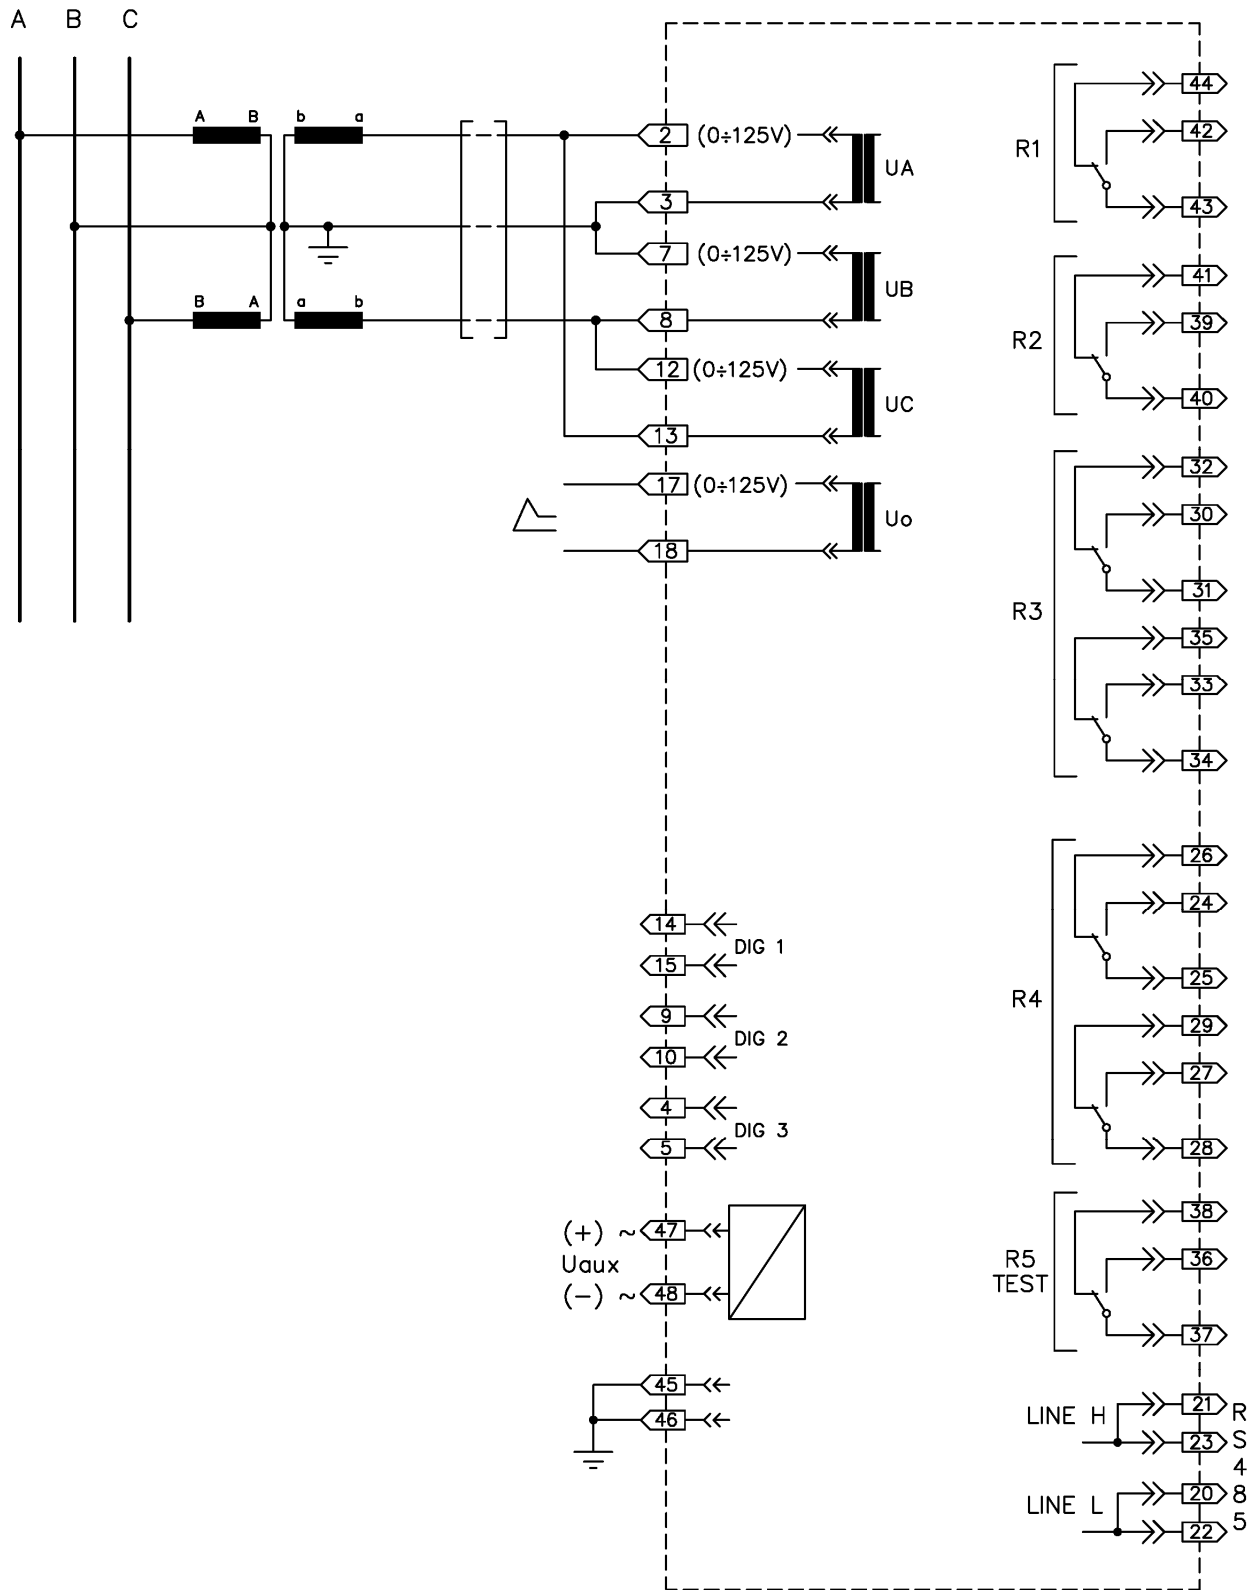 A B C
A B b a
B A a b
2 (0÷125V)
UA
3
7 (0÷125V)
UB
8
12 (0÷125V)
UC
13
17 (0÷125V)
Uo
18
14
DIG 1
15
9
DIG 2
10
4
DIG 3
5
(+) ~ 47
Uaux
(-) ~ 48
45
46
44
R1
42
43
41
R2
39
40
32
30
31
R3
35
33
34
26
24
25
R4
29
27
28
38
R5
TEST
36
37
21
LINE H
23
20
LINE L
22
R
S
4
8
5